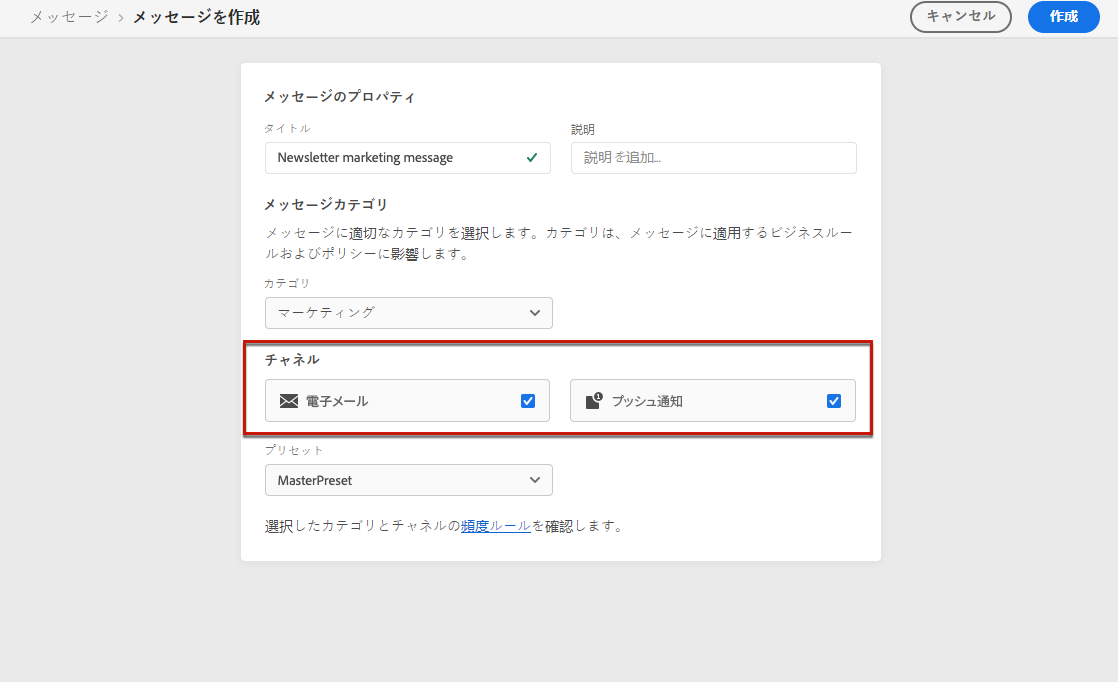 メッセージ > メッセージを作成
キャンセル
作成
メッセージのプロパティ
タイトル
説明
Newsletter marketing message
説明を追加...
メッセージカテゴリ
メッセージに適切なカテゴリを選択します。カテゴリは、メッセージに適用するビジネスルー
ルおよびポリシーに影響します。
カテゴリ
マーケティング
チャネル
電子メール
1
プッシュ通知
プリセット
MasterPreset
選択したカテゴリとチャネルの頻度ルールを確認します。